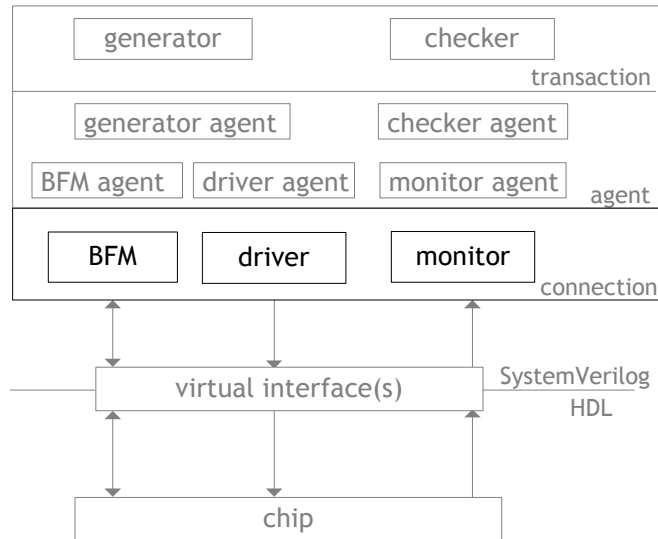 generator checker
transaction
generator agent checker agent
BFM agent driver agent monitor agent
agent
BFM driver monitor
connection
virtual interface(s) SystemVerilog
HDL
chip